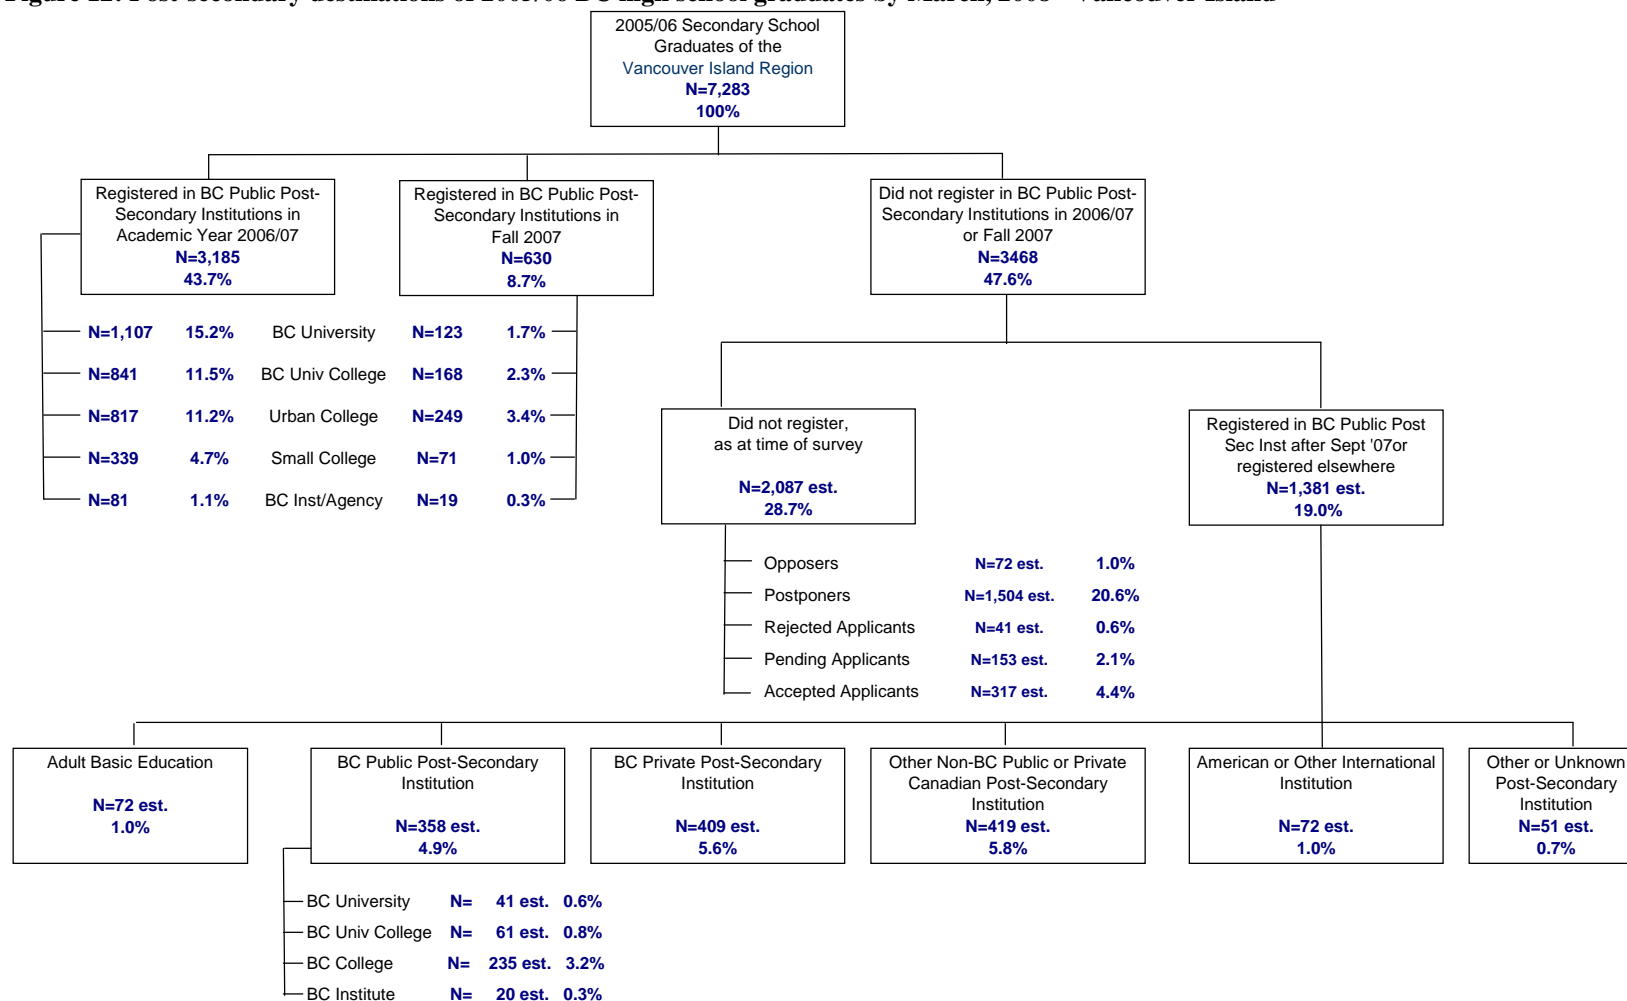 2005/06 Secondary School
Graduates of the
Vancouver Island Region
N=7,283
100%
Registered in BC Public Post-
Secondary Institutions in
Academic Year 2006/07
N=3,185
43.7%
Registered in BC Public Post-
Secondary Institutions in
Fall 2007
N=630
8.7%
Did not register in BC Public Post-
Secondary Institutions in 2006/07
or Fall 2007
N=3468
47.6%
N=1,107 15.2% BC University N=123 1.7%
N=841 11.5% BC Univ College N=168 2.3%
N=817 11.2% Urban College N=249 3.4%
N=339 4.7% Small College N=71 1.0%
N=81 1.1% BC Inst/Agency N=19 0.3%
Did not register,
as at time of survey
N=2,087 est.
28.7%
Registered in BC Public Post
Sec Inst after Sept '07or
registered elsewhere
N=1,381 est.
19.0%
Opposers N=72 est. 1.0%
Postponers N=1,504 est. 20.6%
Rejected Applicants N=41 est. 0.6%
Pending Applicants N=153 est. 2.1%
Accepted Applicants N=317 est. 4.4%
Adult Basic Education
N=72 est.
1.0%
BC Public Post-Secondary
Institution
N=358 est.
4.9%
BC Private Post-Secondary
Institution
N=409 est.
5.6%
Other Non-BC Public or Private
Canadian Post-Secondary
Institution
N=419 est.
5.8%
American or Other International
Institution
N=72 est.
1.0%
Other or Unknown
Post-Secondary
Institution
N=51 est.
0.7%
BC University N= 41 est. 0.6%
BC Univ College N= 61 est. 0.8%
BC College N= 235 est. 3.2%
BC Institute N= 20 est. 0.3%